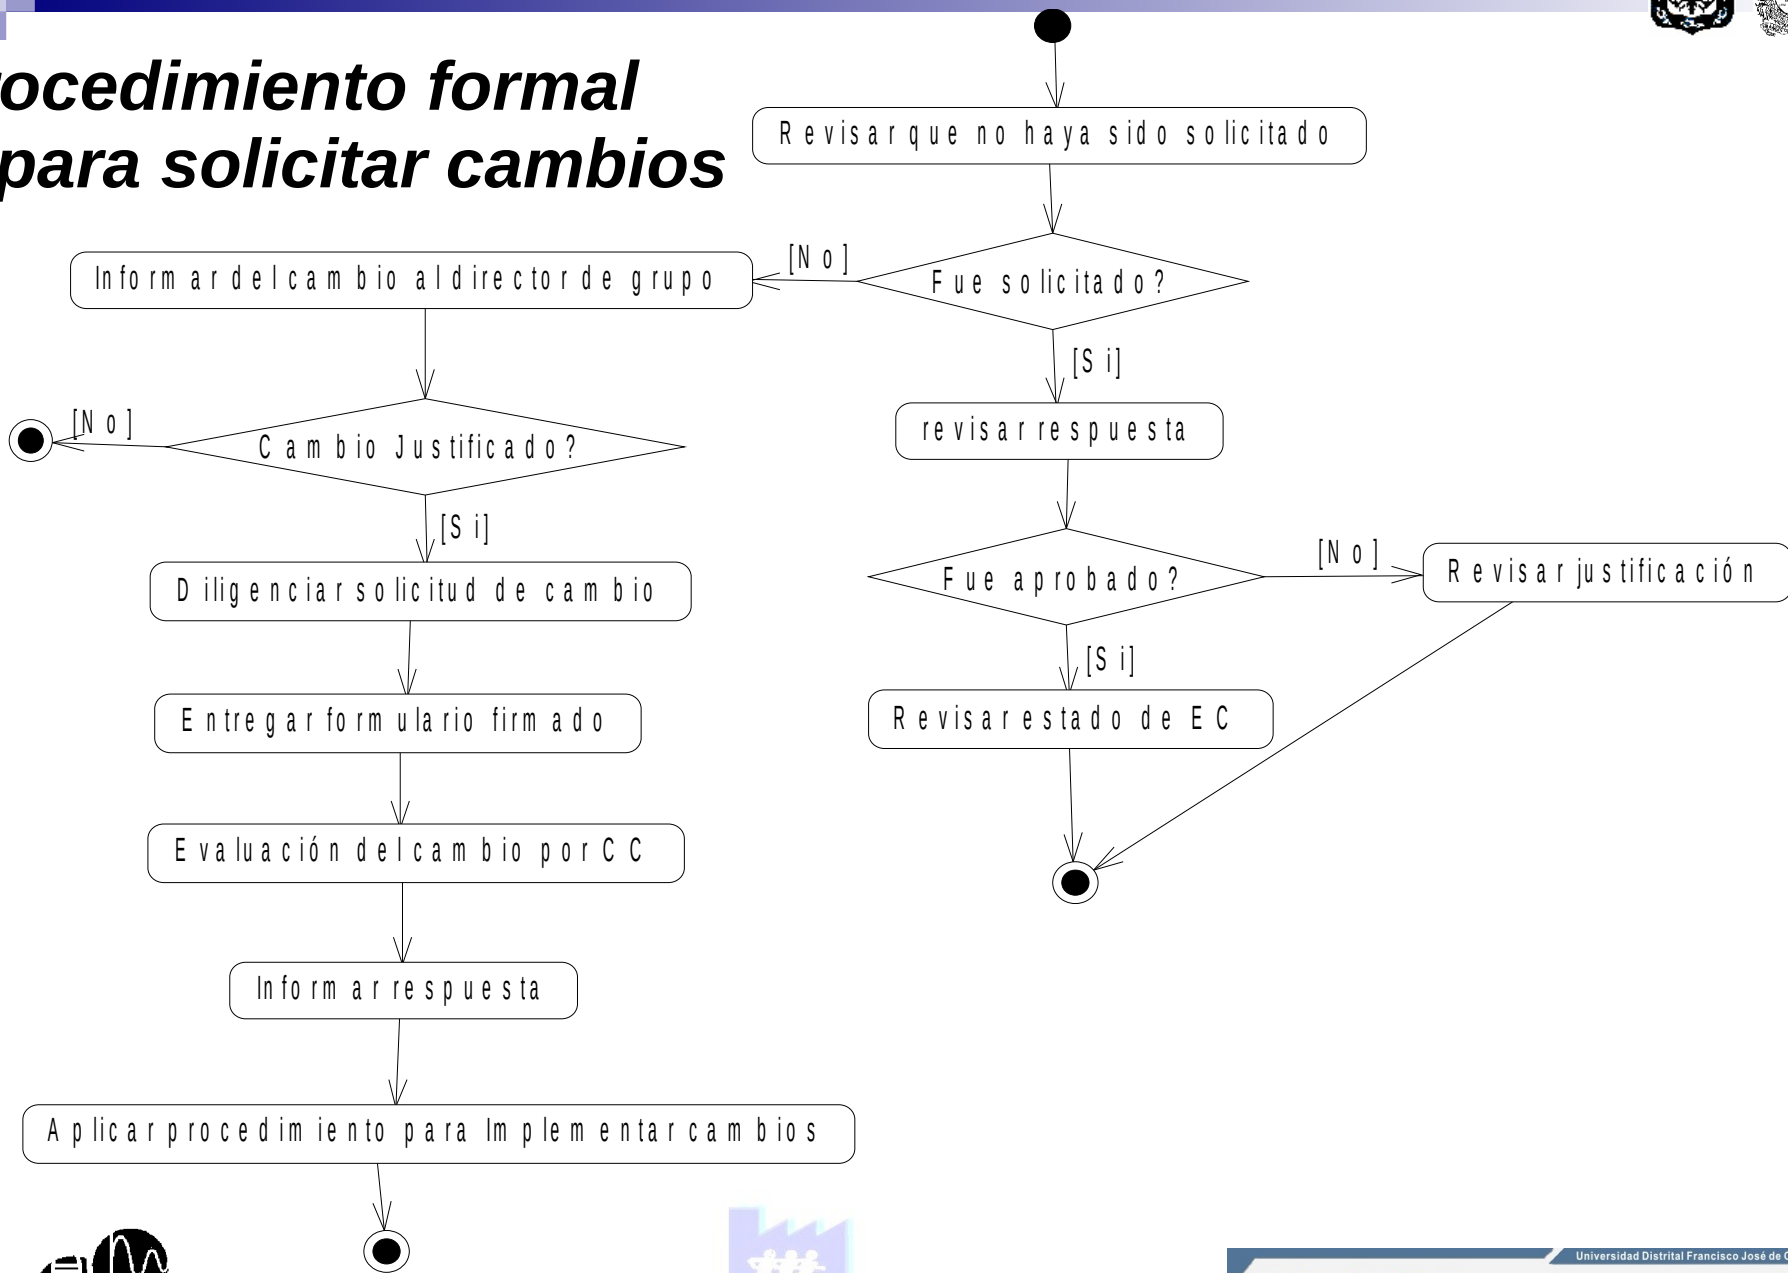 ocedimiento formal
para solicitar cambios
Revisar que no haya sido solicitado
Fue solicitado?
[No]
[Si]
Informar del cambio al director de grupo
Cambio Justificado?
[No]
[Si]
Diligenciar solicitud de cambio
Entregar formulario firmado
Evaluación del cambio por CC
Informar respuesta
Aplicar procedimiento para Implementar cambios
revisar respuesta
Fue aprobado?
[No]
[Si]
Revisar justificación
Revisar estado de EC
Universidad Distrital Francisco José de C